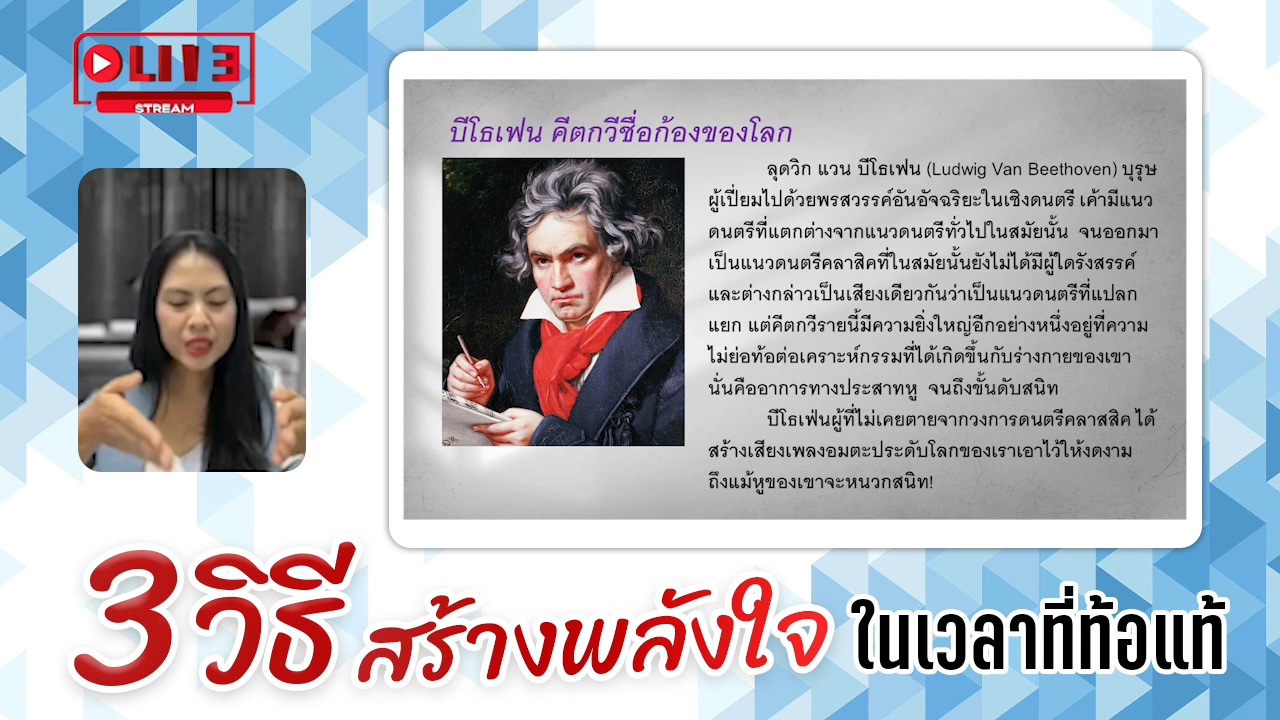 LIVE
STREAM
บีโธเฟน คีตกวีชื่อก้องของโลก
ลุดวิก แวน บีโธเฟน (Ludwig Van Beethoven) บุรุษ
ผู้เปี่ยมไปด้วยพรสวรรค์อันอัจฉริยะในเชิงดนตรี เค้ามีแนว
ดนตรีที่แตกต่างจากแนวดนตรีทั่วไปในสมัยนั้น จนออกมา
เป็นแนวดนตรีคลาสิคที่ในสมัยนั้นยังไม่ได้มีผู้ใดรังสรรค์
และต่างกล่าวเป็นเสียงเดียวกันว่าเป็นแนวดนตรีที่แปลก
แยก แต่คีตกวีรายนี้มีความยิ่งใหญ่อีกอย่างหนึ่งอยู่ที่ความ
ไม่ย่อท้อต่อเคราะห์กรรมที่ได้เกิดขึ้นกับร่างกายของเขา
นั่นคืออาการทางประสาทหู จนถึงขั้นดับสนิท
บีโธเฟนผู้ที่ไม่เคยตายจากวงการดนตรีคลาสสิค ได้
สร้างเสียงเพลงอมตะประดับโลกของเราเอาไว้ให้งดงาม
ถึงแม้หูของเขาจะหนวกสนิท!
3วิธี สร้างพลังใจ ในเวลาที่ท้อแท้